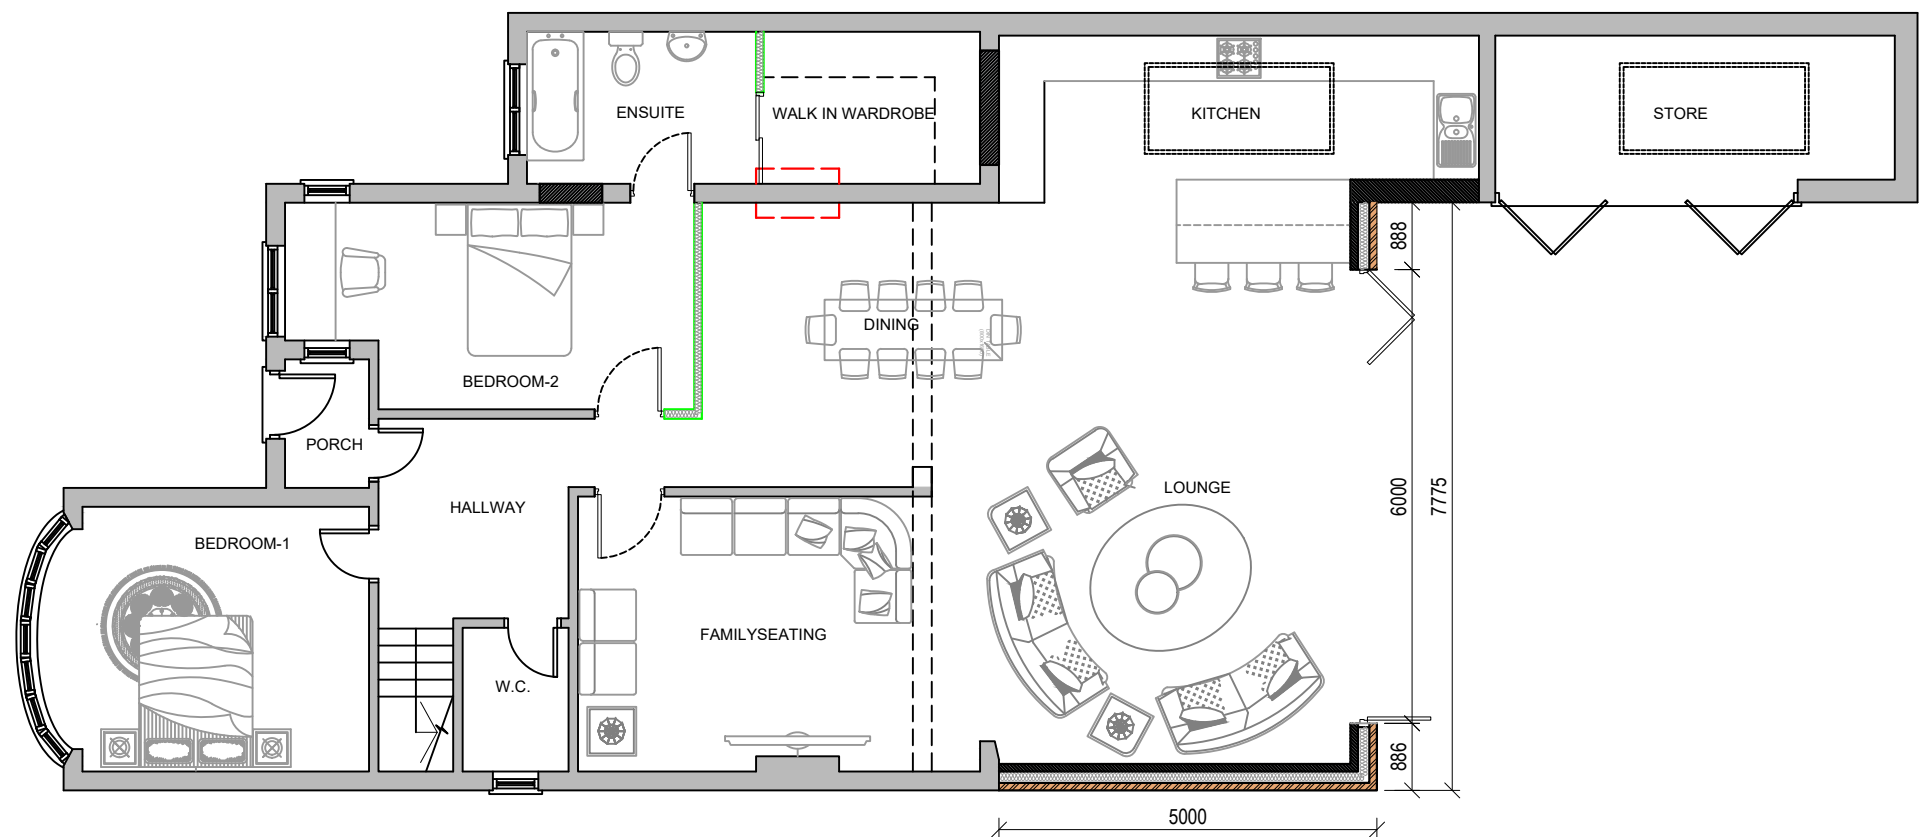 ENSUITE
WALK IN WARDROBE
KITCHEN
STORE
888
DINING
BEDROOM-2
PORCH
LOUNGE
HALLWAY
6000
7775
BEDROOM-1
FAMILYSEATING
W.C.
886
5000